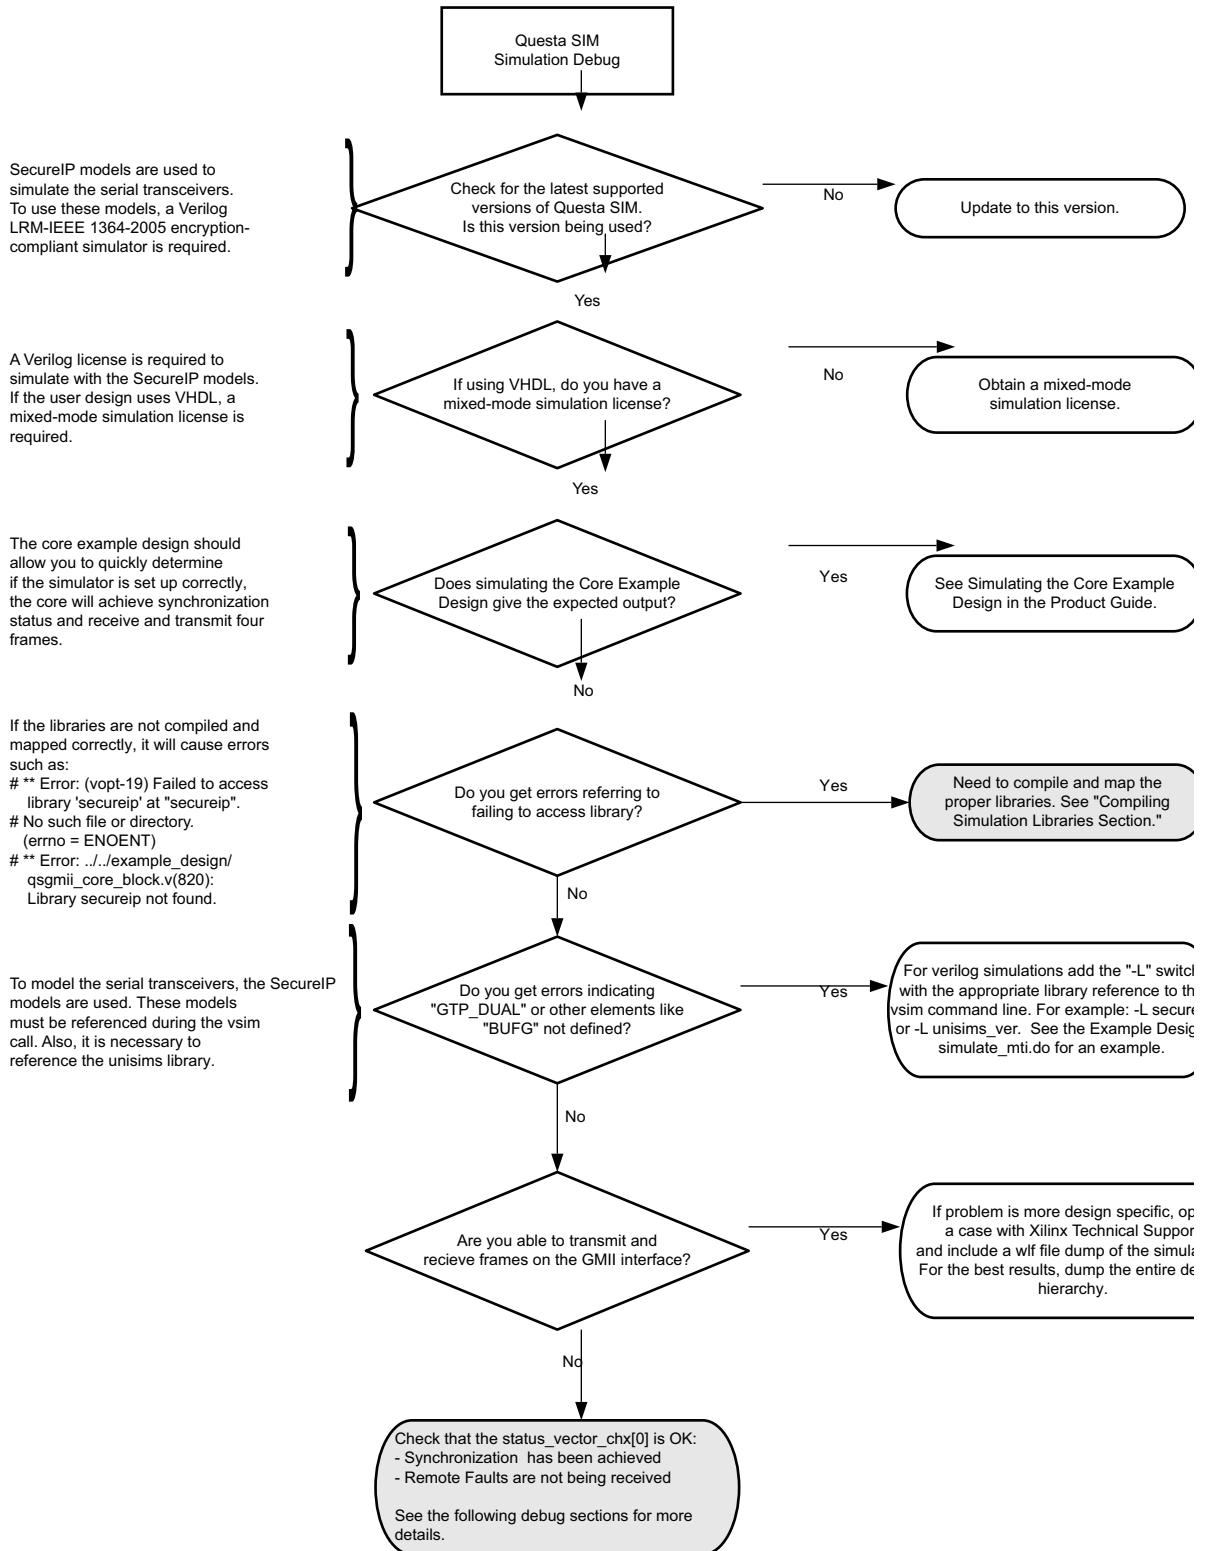 Questa SIM
Simulation Debug
SecureIP models are used to
simulate the serial transceivers.
To use these models, a Verilog
LRM-IEEE 1364-2005 encryption-
compliant simulator is required.
Check for the latest supported
versions of Questa SIM.
Is this version being used?
No
Update to this version.
Yes
A Verilog license is required to
simulate with the SecureIP models.
If the user design uses VHDL, a
mixed-mode simulation license is
required.
If using VHDL, do you have a
mixed-mode simulation license?
No
Obtain a mixed-mode
simulation license.
Yes
The core example design should
allow you to quickly determine
if the simulator is set up correctly,
the core will achieve synchronization
status and receive and transmit four
frames.
Does simulating the Core Example
Design give the expected output?
Yes
See Simulating the Core Example
Design in the Product Guide.
No
If the libraries are not compiled and
mapped correctly, it will cause errors
such as:
# ** Error: (vopt-19) Failed to access
library 'secureip' at "secureip".
# No such file or directory.
(errno = ENOENT)
# ** Error: ../../example_design/
qsgmii_core_block.v(820):
Library secureip not found.
Do you get errors referring to
failing to access library?
Yes
Need to compile and map the
proper libraries. See "Compiling
Simulation Libraries Section."
No
To model the serial transceivers, the SecureIP
models are used. These models
must be referenced during the vsim
call. Also, it is necessary to
reference the unisims library.
Do you get errors indicating
"GTP_DUAL" or other elements like
"BUFG" not defined?
Yes
For verilog simulations add the "-L" switch
with the appropriate library reference to
vsim command line. For example: -L
or -L unisims_ver. See the Example
simulate_mti.do for an example.
No
Are you able to transmit and
recieve frames on the GMII interface?
Yes
If problem is more design specific,
a case with Xilinx Technical Support
and include a wlf file dump of the
For the best results, dump the entire
hierarchy.
No
Check that the status_vector_chx[0] is OK:
- Synchronization has been achieved
- Remote Faults are not being received
See the following debug sections for more
details.